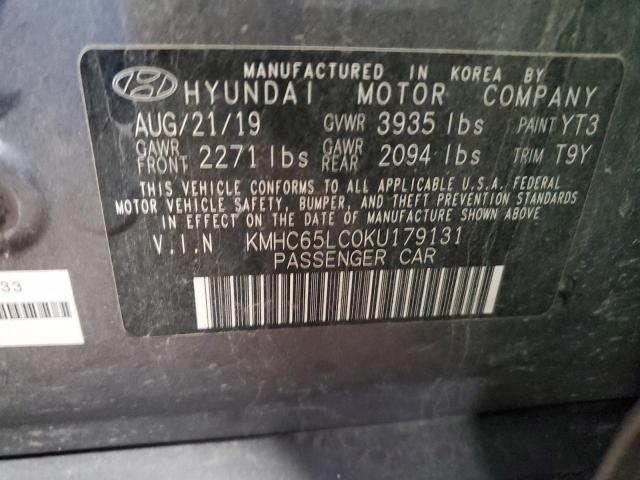 MANUFACTURED IN KOREA BY
HYUNDAI MOTOR COMPANY
AUG/21/19 GVWR 3935 lbs PAINT YT3
GAWR FRONT 2271 lbs GAWR REAR 2094 lbs TRIM T9Y
THIS VEHICLE CONFORMS TO ALL APPLICABLE U.S.A. FEDERAL
MOTOR VEHICLE SAFETY, BUMPER, AND THEFT PREVENTION STANDARDS
IN EFFECT ON THE DATE OF MANUFACTURE SHOWN ABOVE.
V.I.N KMHC65LC0KU179131
PASSENGER CAR
33